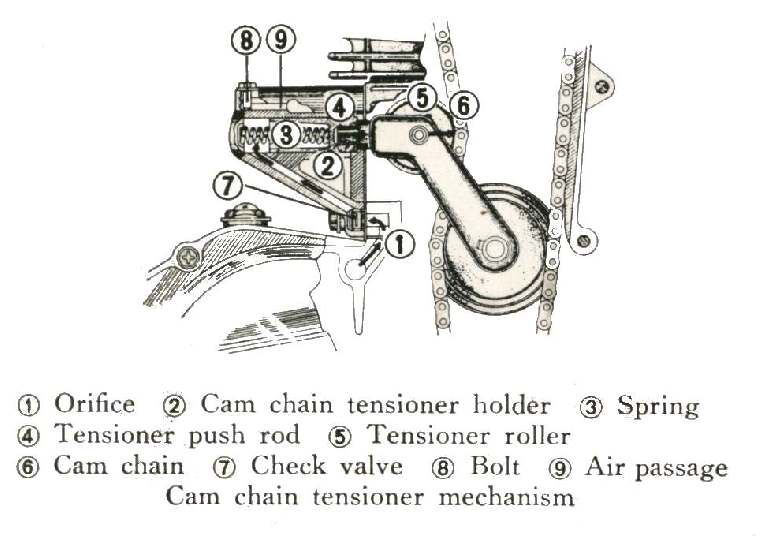 ⑧ ⑨
④ ⑤ ⑥
③
②
⑦
①
① Orifice ② Cam chain tensioner holder ③ Spring
④ Tensioner push rod ⑤ Tensioner roller
⑥ Cam chain ⑦ Check valve ⑧ Bolt ⑨ Air passage
Cam chain tensioner mechanism